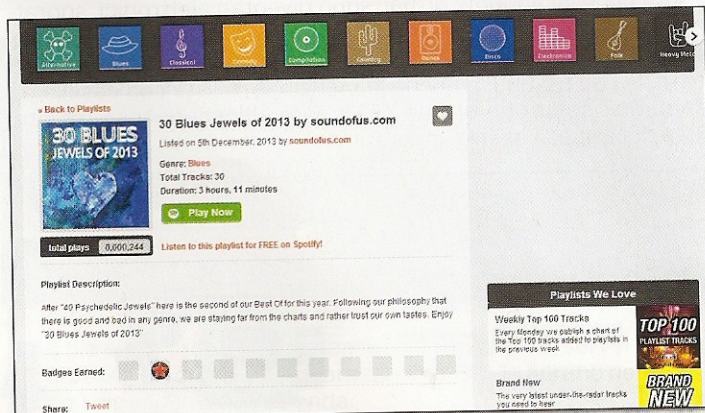 Alternative
Blues
Classical
Comedy
Compilation
Country
Dance
Disco
Electronica
Folk
Heavy Metal
« Back to Playlists
30 BLUES
JEWELS OF 2013
30 Blues Jewels of 2013 by soundofus.com
Listed on 5th December, 2013 by soundofus.com
Genre: Blues
Total Tracks: 30
Duration: 3 hours, 11 minutes
Play Now
total plays 0,000,244
Listen to this playlist for FREE on Spotify!
Playlist Description:
After "40 Psychedelic Jewels" here is the second of our Best Of for this year. Following our philosophy that
there is good and bad in any genre, we are staying far from the charts and rather trust our own tastes. Enjoy
"30 Blues Jewels of 2013"
Badges Earned:
Share: Tweet
Playlists We Love
Weekly Top 100 Tracks
Every Monday we publish a chart of
the Top 100 tracks added to playlists in
the previous week
TOP 100
PLAYLIST TRACKS
Brand New
The very latest under-the-radar tracks
you need to hear
BRAND
NEW